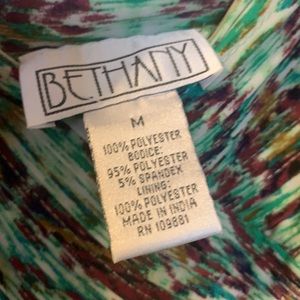 BETHANY
M
100% POLYESTER
BODICE:
95% POLYESTER
5% SPANDEX
LINING:
100% POLYESTER
MADE IN INDIA
RN 109881